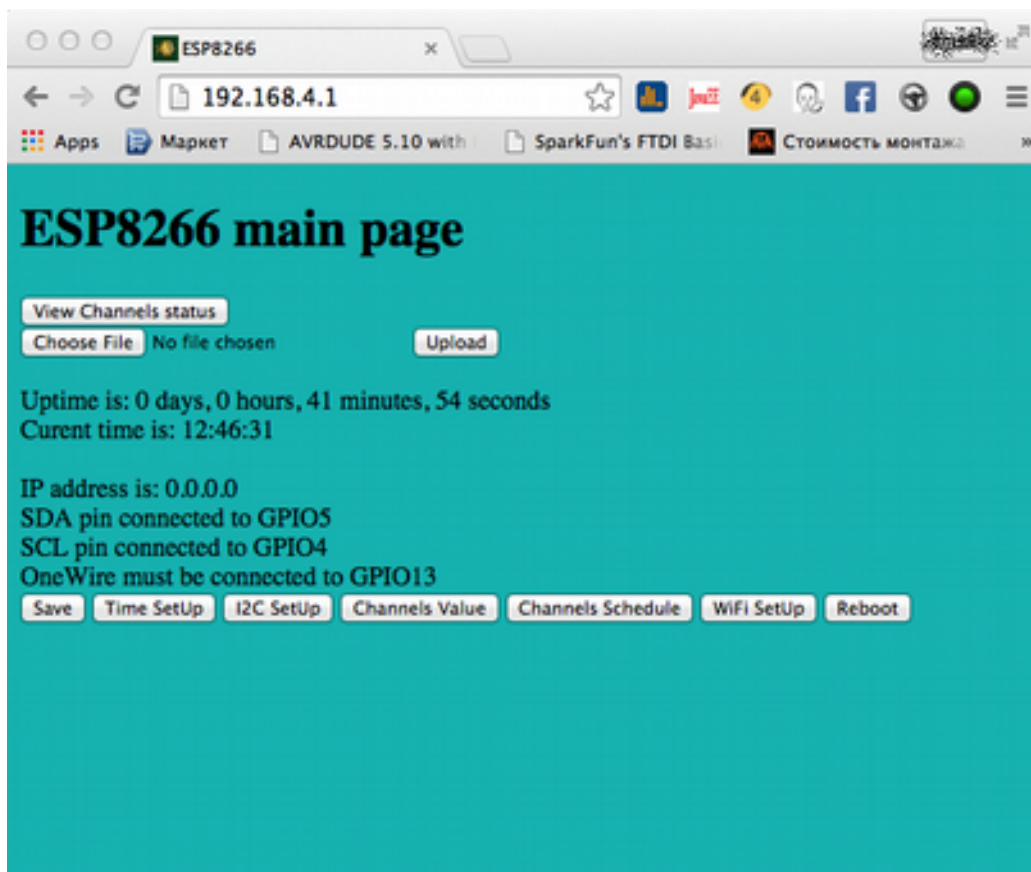 ESP8266
192.168.4.1
Apps Маркет AVRDUDE 5.10 with SparkFun's FTDI Basi Стоимость монтажа
ESP8266 main page
View Channels status
Choose File No file chosen Upload
Uptime is: 0 days, 0 hours, 41 minutes, 54 seconds
Curent time is: 12:46:31
IP address is: 0.0.0.0
SDA pin connected to GPIO5
SCL pin connected to GPIO4
OneWire must be connected to GPIO13
Save Time SetUp I2C SetUp Channels Value Channels Schedule WiFi SetUp Reboot